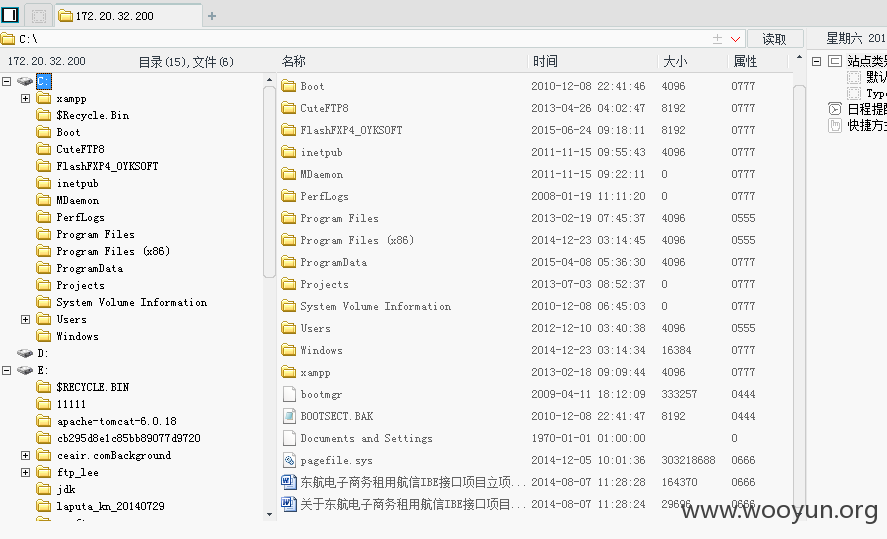 172.20.32.200
C:\
读取
星期六 201
172.20.32.200 目录(15),文件(6)
名称 时间 大小 属性
C:
xampp
$Recycle.Bin
Boot
CuteFTP8
FlashFXP4_OYKSOFT
inetpub
MDaemon
PerfLogs
Program Files
Program Files (x86)
ProgramData
Projects
System Volume Information
Users
Windows
D:
E:
$RECYCLE.BIN
11111
apache-tomcat-6.0.18
cb295d8e1c85bb89077d9720
ceair.comBackground
ftp_lee
jdk
laputa_kn_20140729
Boot 2010-12-08 22:41:46 4096 0777
CuteFTP8 2013-04-26 04:02:47 8192 0777
FlashFXP4_OYKSOFT 2015-06-24 09:18:11 8192 0777
inetpub 2011-11-15 09:55:43 4096 0777
MDaemon 2011-11-15 09:22:11 0 0777
PerfLogs 2008-01-19 11:11:20 0 0777
Program Files 2013-02-19 07:45:37 4096 0555
Program Files (x86) 2014-12-23 03:14:45 4096 0555
ProgramData 2015-04-08 05:36:30 4096 0777
Projects 2013-07-03 08:52:37 0 0777
System Volume Information 2010-12-08 06:45:03 0 0777
Users 2012-12-10 03:40:38 4096 0555
Windows 2014-12-23 03:14:34 16384 0777
xampp 2013-02-18 09:09:44 4096 0777
bootmgr 2009-04-11 18:12:09 333257 0444
BOOTSECT.BAK 2010-12-08 22:41:47 8192 0444
Documents and Settings 1970-01-01 01:00:00 0
pagefile.sys 2014-12-05 10:01:36 303218688 0666
东航电子商务租用航信IBE接口项目立项... 2014-08-07 11:28:28 164370 0666
关于东航电子商务租用航信IBE接口项目... 2014-08-07 11:28:24 29696 0666
站点类
默认
Typ
日程提
快捷方式
www.wooyun.org